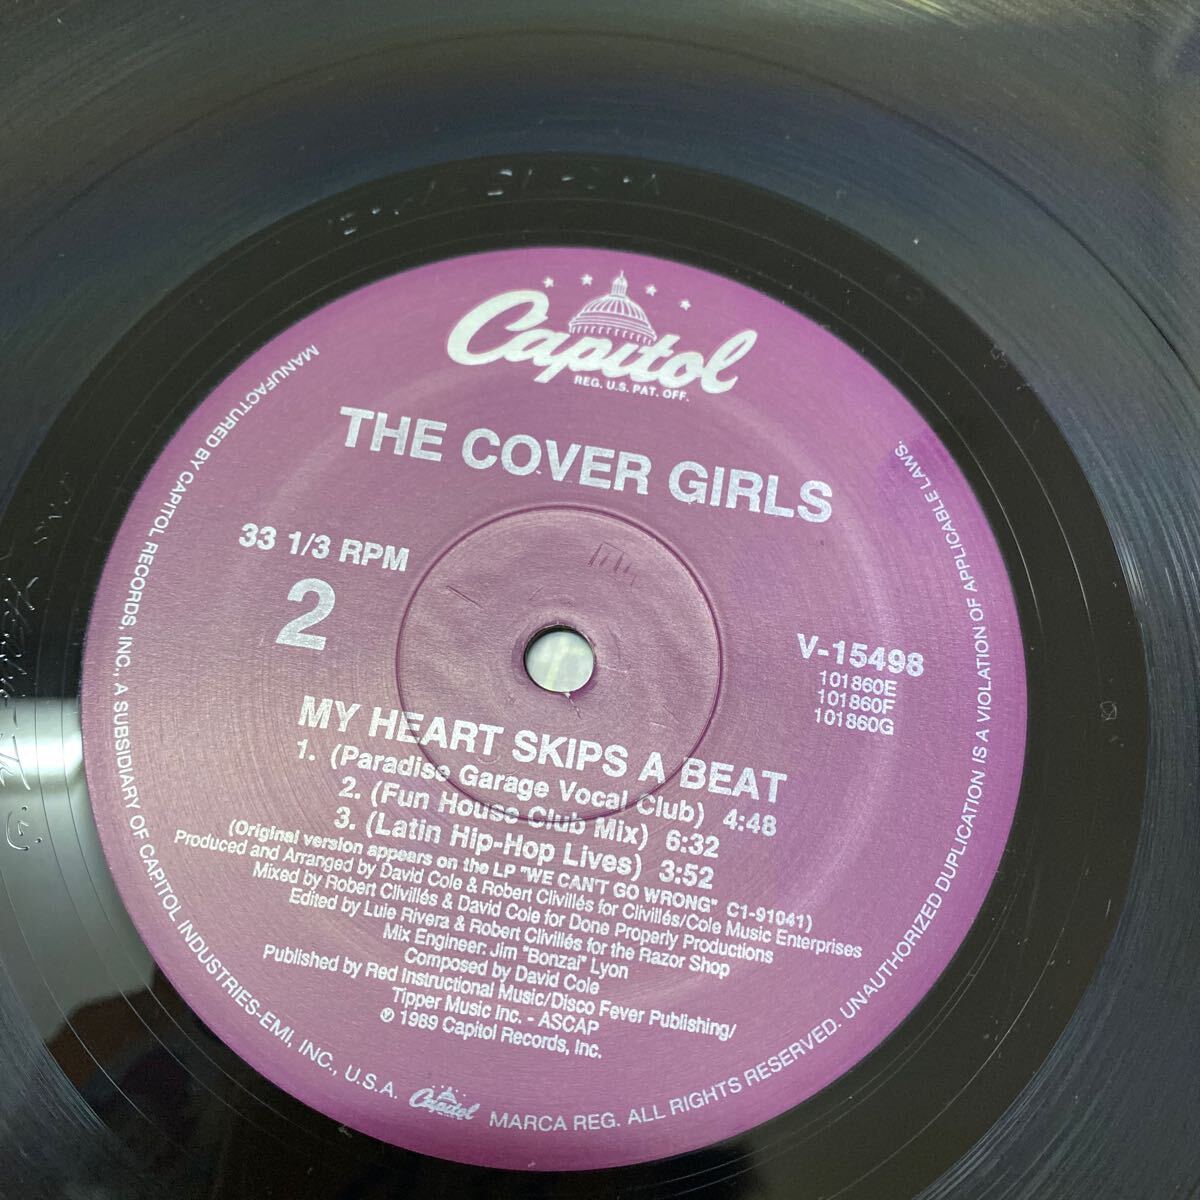 Capitol
REG. U.S. PAT. OFF.
THE COVER GIRLS
33 1/3 RPM
2
V-15498
101860E
101860F
101860G
MY HEART SKIPS A BEAT
1. (Paradise Garage Vocal Club) 4:48
2. (Fun House Club Mix) 6:32
3. (Latin Hip-Hop Lives) 3:52
(Original version appears on the LP "WE CAN'T GO WRONG" C1-91041)
Produced and Arranged by David Cole & Robert Clivillés for Clivillés/Cole Music Enterprises
Mixed by Robert Clivillés & David Cole for Done Properly Productions
Edited by Luie Rivera & Robert Clivillés for the Razor Shop
Mix Engineer: Jim "Bonzai" Lyon
Composed by David Cole
Published by Red Instructional Music/Disco Fever Publishing/
Tipper Music Inc. - ASCAP
℗ 1989 Capitol Records, Inc.
MANUFACTURED BY CAPITOL RECORDS, INC., A SUBSIDIARY OF CAPITOL INDUSTRIES-EMI, INC., U.S.A. Capitol MARCA REG. ALL RIGHTS RESERVED. UNAUTHORIZED DUPLICATION IS A VIOLATION OF APPLICABLE LAWS.